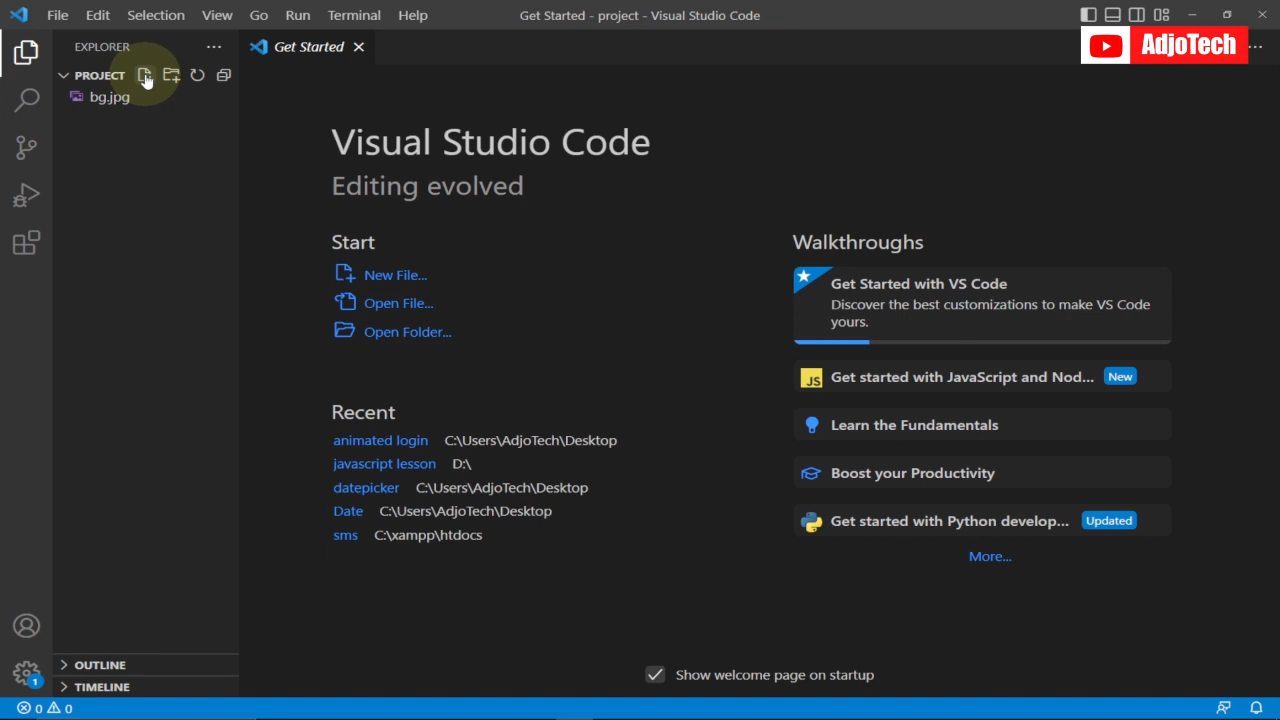 File Edit Selection View Go Run Terminal Help
Get Started - project - Visual Studio Code
AdjoTech
EXPLORER
PROJECT
bg.jpg
OUTLINE
TIMELINE
Get Started
Visual Studio Code
Editing evolved
Start
New File...
Open File...
Open Folder...
Recent
animated login C:\Users\AdjoTech\Desktop
javascript lesson D:\
datepicker C:\Users\AdjoTech\Desktop
Date C:\Users\AdjoTech\Desktop
sms C:\xampp\htdocs
Walkthroughs
Get Started with VS Code
Discover the best customizations to make VS Code
yours.
JS Get started with JavaScript and Nod... New
Learn the Fundamentals
Boost your Productivity
Get started with Python develop... Updated
More...
Show welcome page on startup
1
0 0